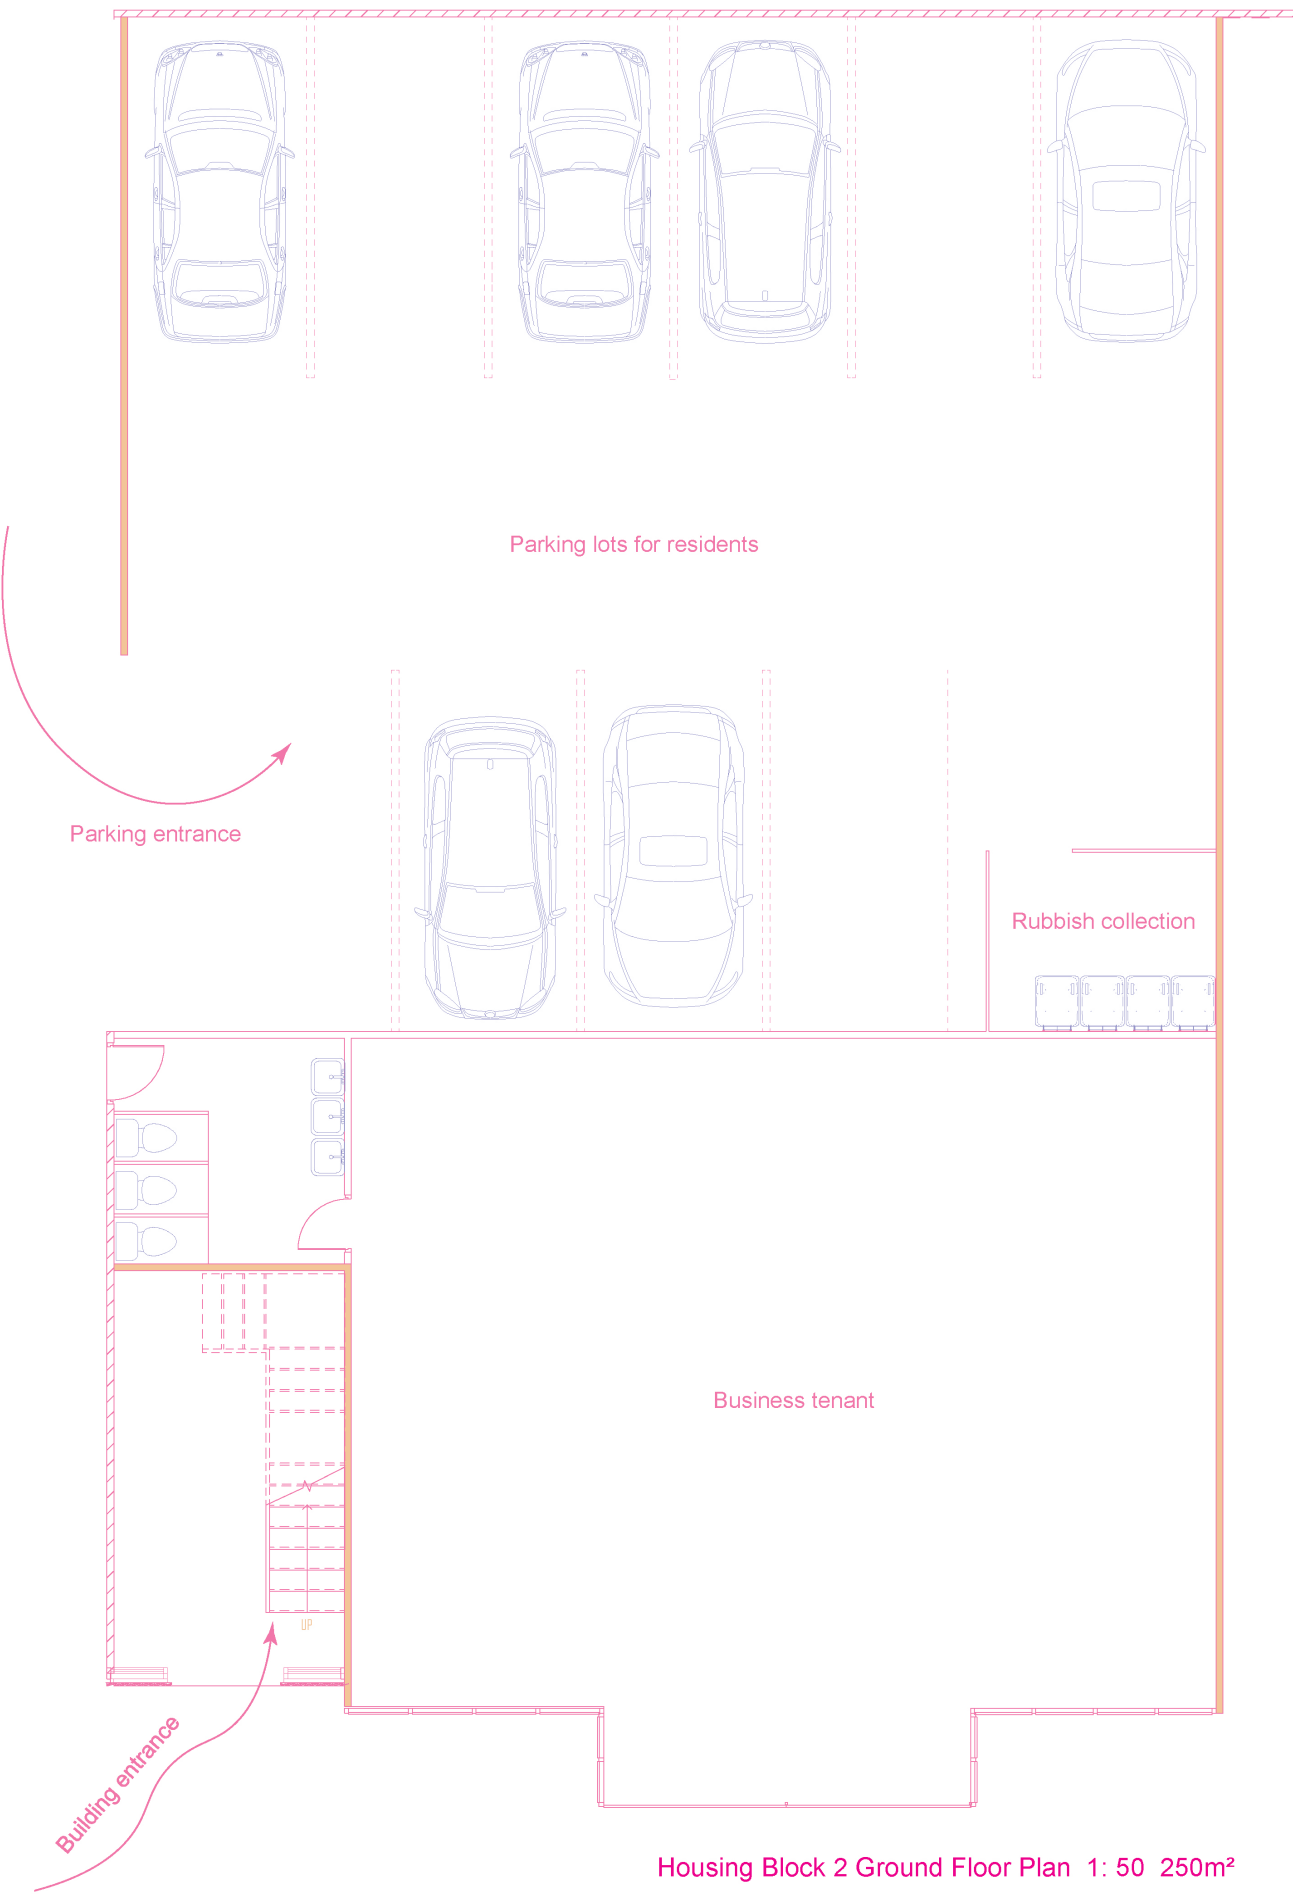 Parking lots for residents
Parking entrance
Rubbish collection
Business tenant
UP
Building entrance
Housing Block 2 Ground Floor Plan 1: 50 250m²